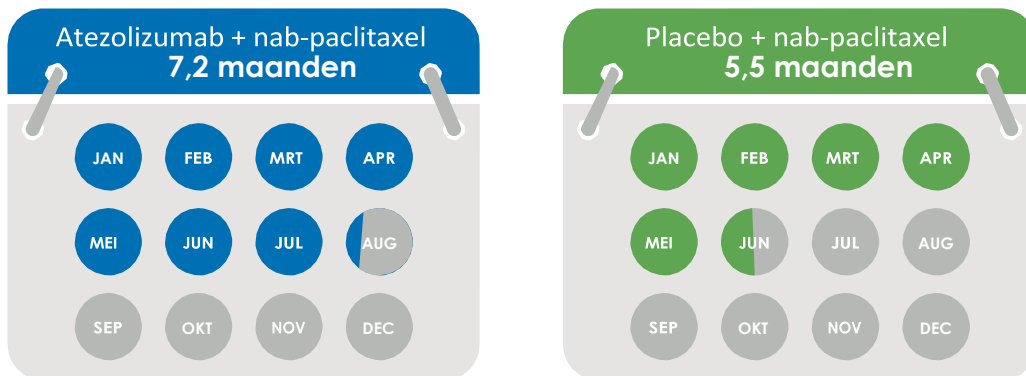 Atezolizumab + nab-paclitaxel
7,2 maanden
JAN FEB MRT APR
MEI JUN JUL AUG
SEP OKT NOV DEC
Placebo + nab-paclitaxel
5,5 maanden
JAN FEB MRT APR
MEI JUN JUL AUG
SEP OKT NOV DEC